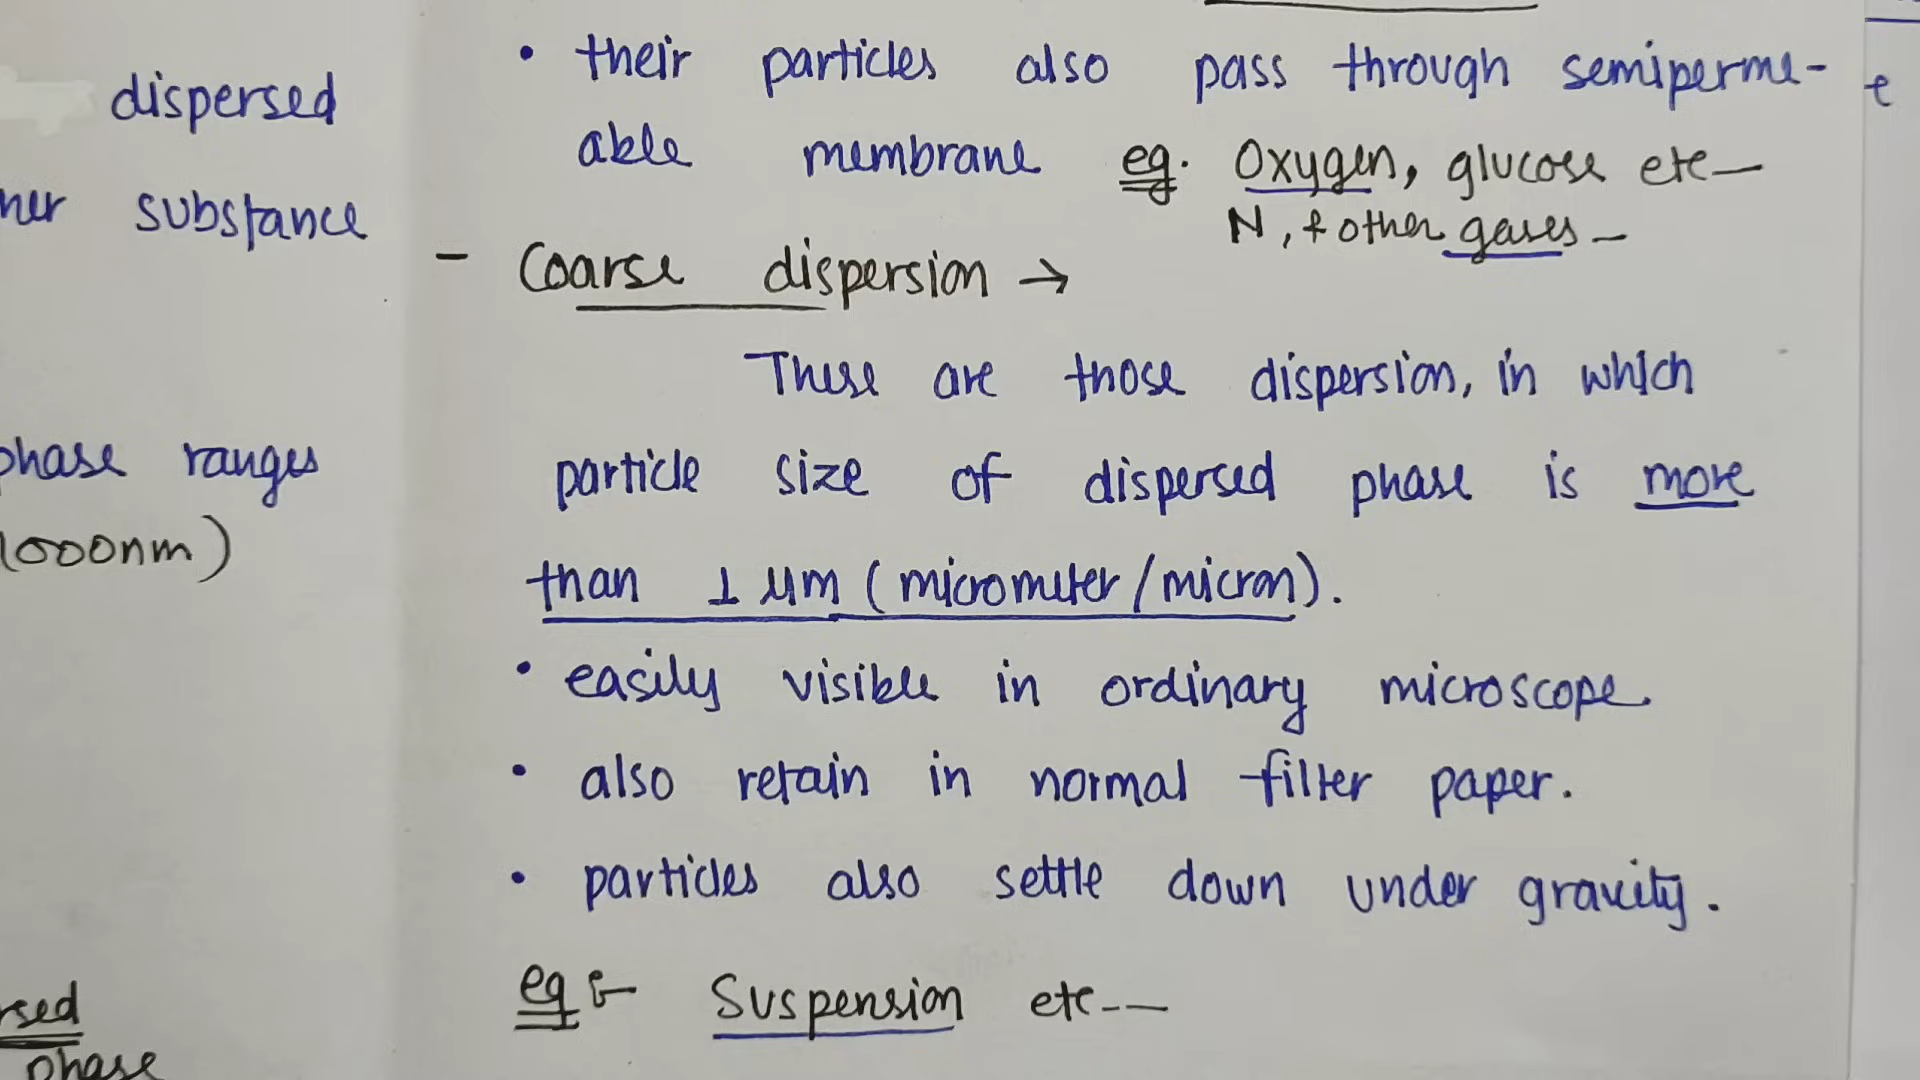 dispersed
substance
phase ranges
1000nm)
phase
• their particles also pass through semiperme-
able membrane eg. Oxygen, glucose etc—
N, & other gases –
– Coarse dispersion →
These are those dispersion, in which
particle size of dispersed phase is more
than 1 μm (micrometer/micron).
• easily visible in ordinary microscope.
• also retain in normal filter paper.
• particles also settle down under gravity.
eg:- Suspension etc-—